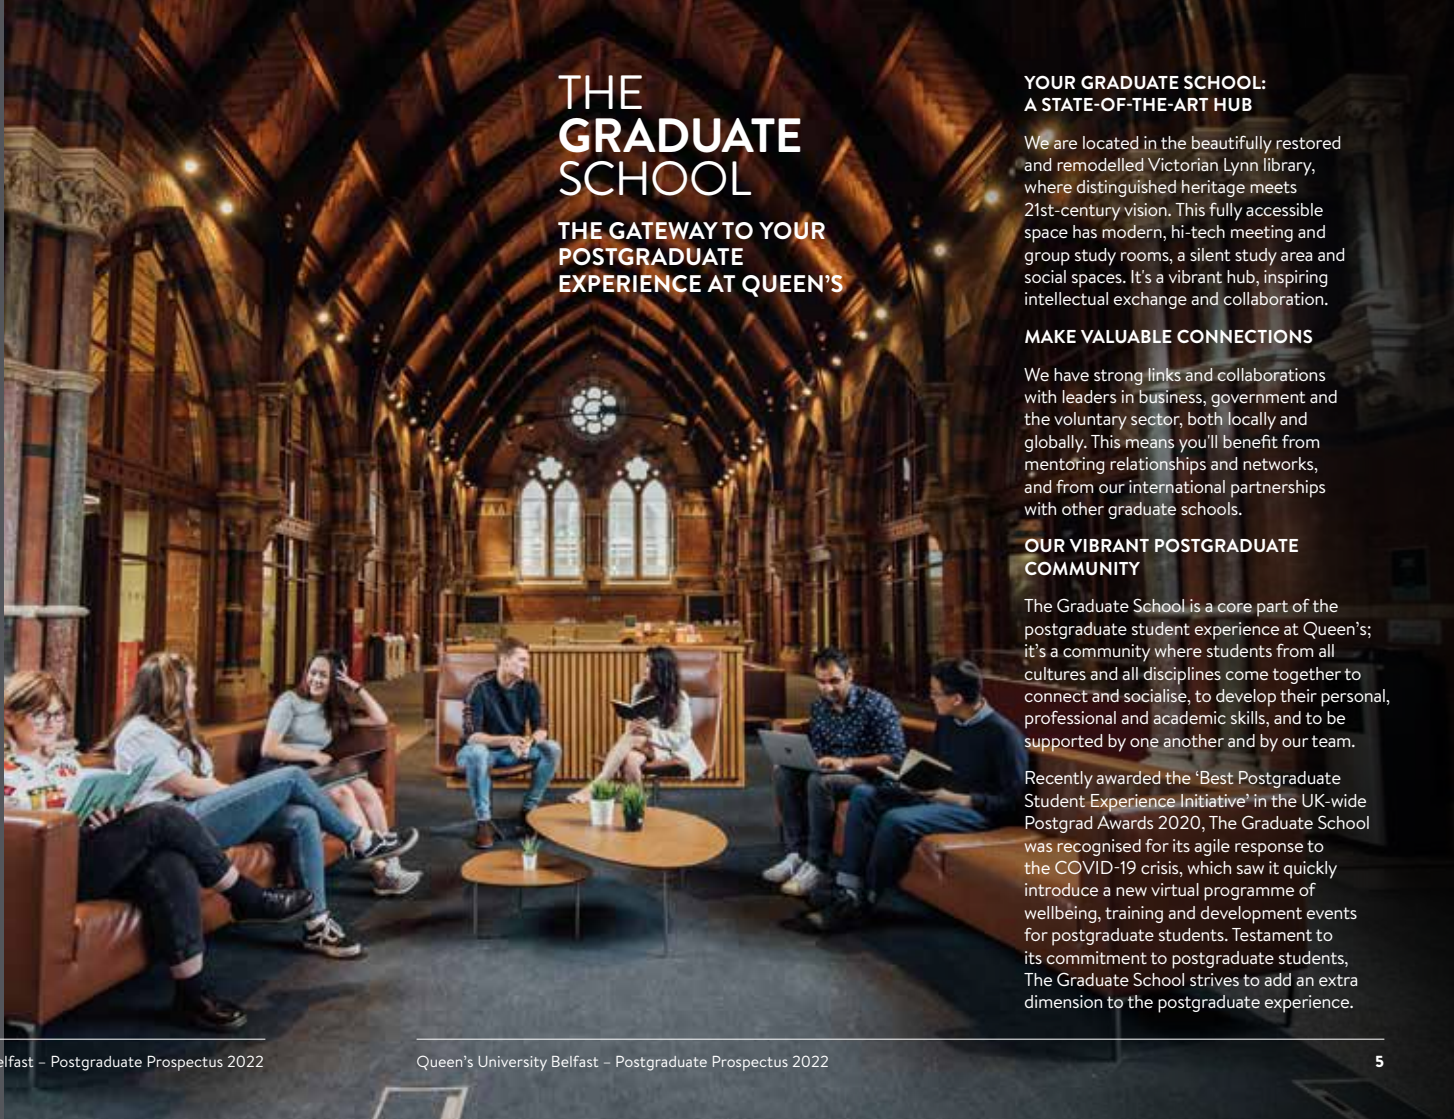 THE
GRADUATE
SCHOOL
THE GATEWAY TO YOUR
POSTGRADUATE
EXPERIENCE AT QUEEN'S
YOUR GRADUATE SCHOOL:
A STATE-OF-THE-ART HUB
We are located in the beautifully restored
and remodelled Victorian Lynn library,
where distinguished heritage meets
21st-century vision. This fully accessible
space has modern, hi-tech meeting and
group study rooms, a silent study area and
social spaces. It's a vibrant hub, inspiring
intellectual exchange and collaboration.
MAKE VALUABLE CONNECTIONS
We have strong links and collaborations
with leaders in business, government and
the voluntary sector, both locally and
globally. This means you'll benefit from
mentoring relationships and networks,
and from our international partnerships
with other graduate schools.
OUR VIBRANT POSTGRADUATE
COMMUNITY
The Graduate School is a core part of the
postgraduate student experience at Queen's;
it's a community where students from all
cultures and all disciplines come together to
connect and socialise, to develop their personal,
professional and academic skills, and to be
supported by one another and by our team.
Recently awarded the ‘Best Postgraduate
Student Experience Initiative’ in the UK-wide
Postgrad Awards 2020, The Graduate School
was recognised for its agile response to
the COVID-19 crisis, which saw it quickly
introduce a new virtual programme of
wellbeing, training and development events
for postgraduate students. Testament to
its commitment to postgraduate students,
The Graduate School strives to add an extra
dimension to the postgraduate experience.
elfast – Postgraduate Prospectus 2022
Queen's University Belfast – Postgraduate Prospectus 2022
5